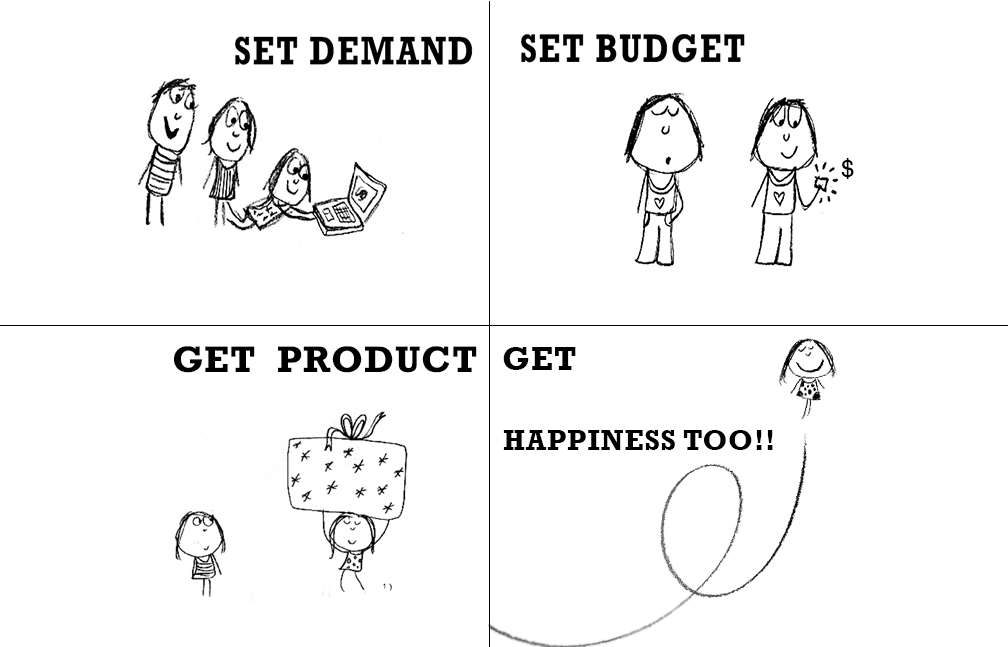 SET DEMAND
SET BUDGET
$
GET PRODUCT
GET
HAPPINESS TOO!!